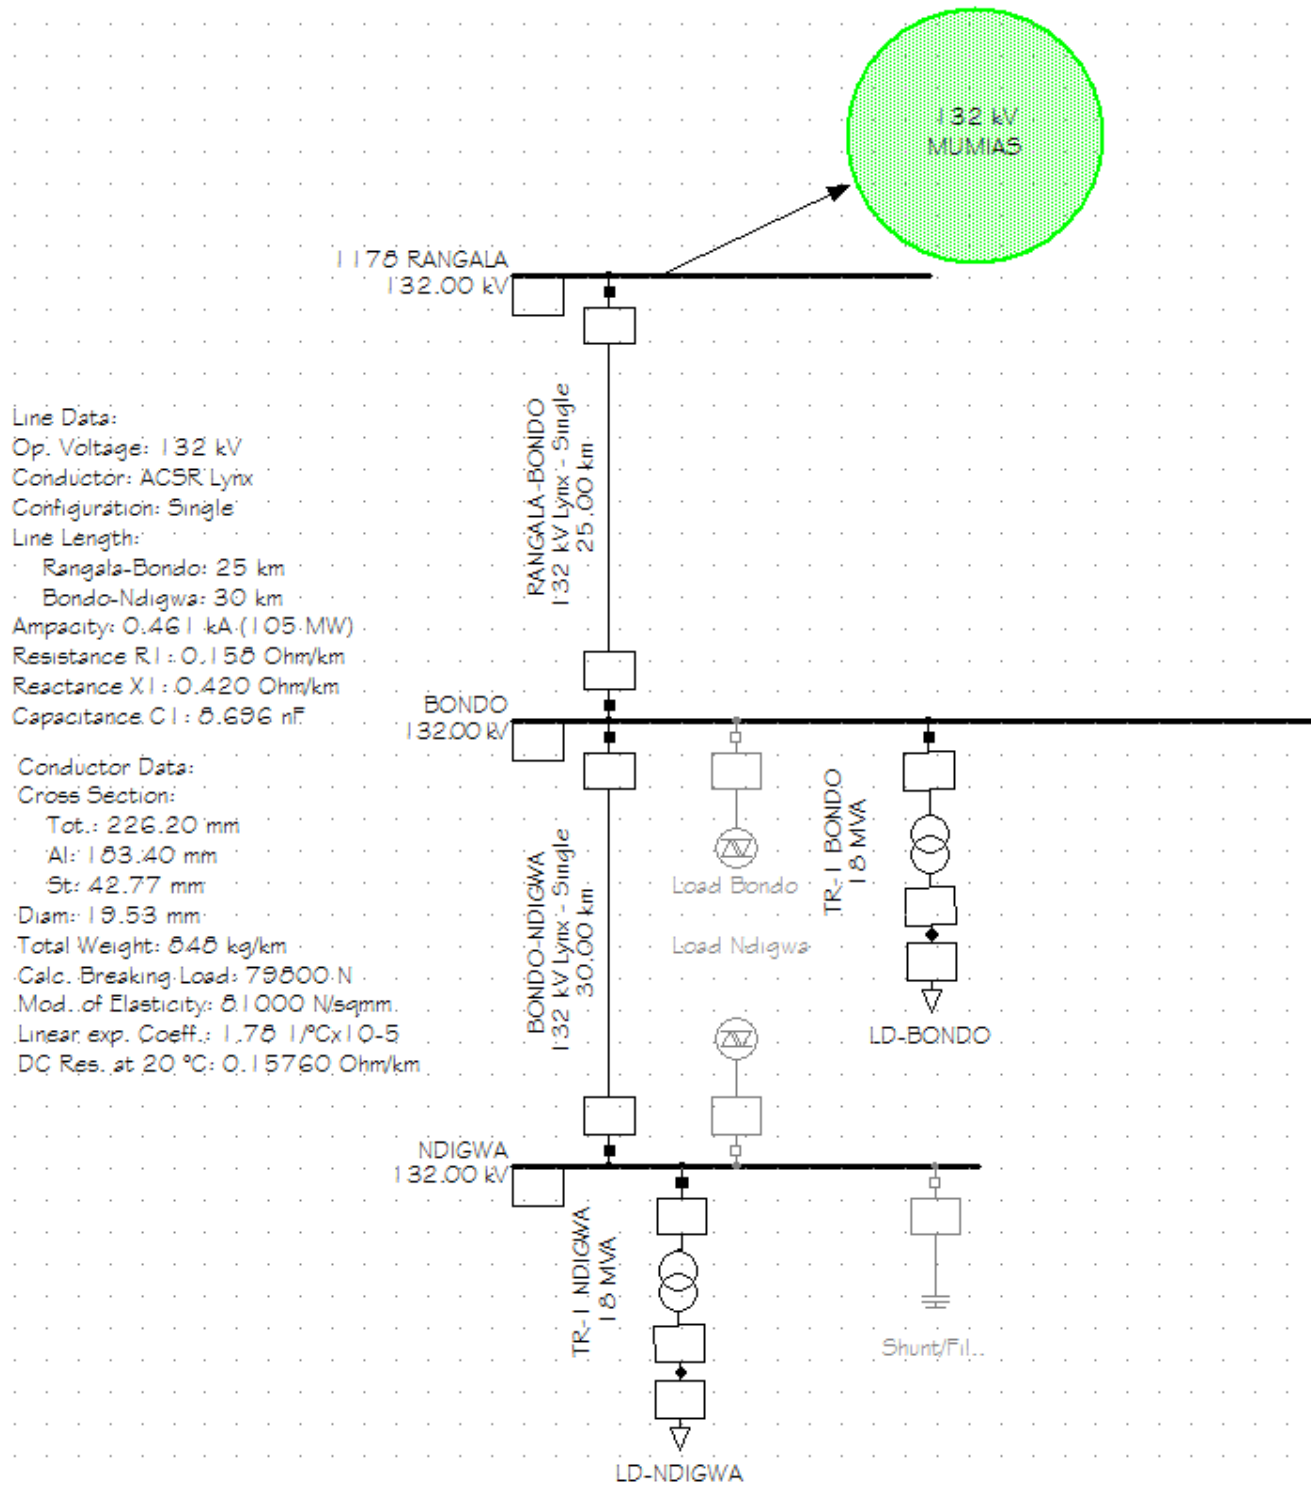 132 kV
MUMIAS
1178 RANGALA
132.00 kV
RANGALA-BONDO
132 kV Lynx - Single
25.00 km
Line Data:
Op. Voltage: 132 kV
Conductor: ACSR Lynx
Configuration: Single
Line Length:
Rangala-Bondo: 25 km
Bondo-Ndigwa: 30 km
Ampacity: 0.461 kA (105 MW)
Resistance R1: 0.158 Ohm/km
Reactance X1: 0.420 Ohm/km
Capacitance C1: 8.696 nF
Conductor Data:
Cross Section:
Tot.: 226.20 mm
Al: 183.40 mm
St: 42.77 mm
Diam: 19.53 mm
Total Weight: 848 kg/km
Calc. Breaking Load: 79800 N
Mod. of Elasticity: 81000 N/sqmm
Linear exp. Coeff.: 1.78 1/°Cx10-5
DC Res. at 20 °C: 0.15760 Ohm/km
BONDO
132.00 kV
BONDO-NDIGWA
132 kV Lynx - Single
30.00 km
Load Bondo
Load Ndigwa
TR-1 BONDO
18 MVA
LD-BONDO
NDIGWA
132.00 kV
TR-1 NDIGWA
18 MVA
LD-NDIGWA
Shunt/Fil..